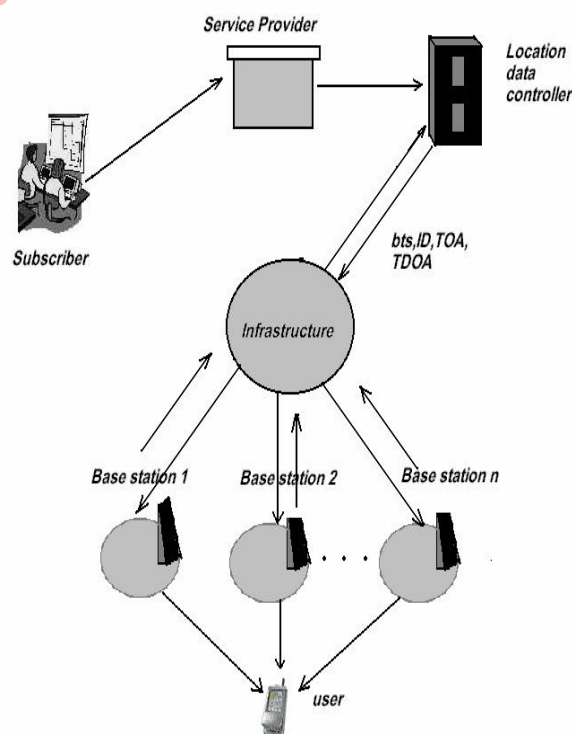 Service Provider
Location
data
controller
Subscriber
bts,ID,TOA,
TDOA
Infrastructure
Base station 1
Base station 2
Base station n
user